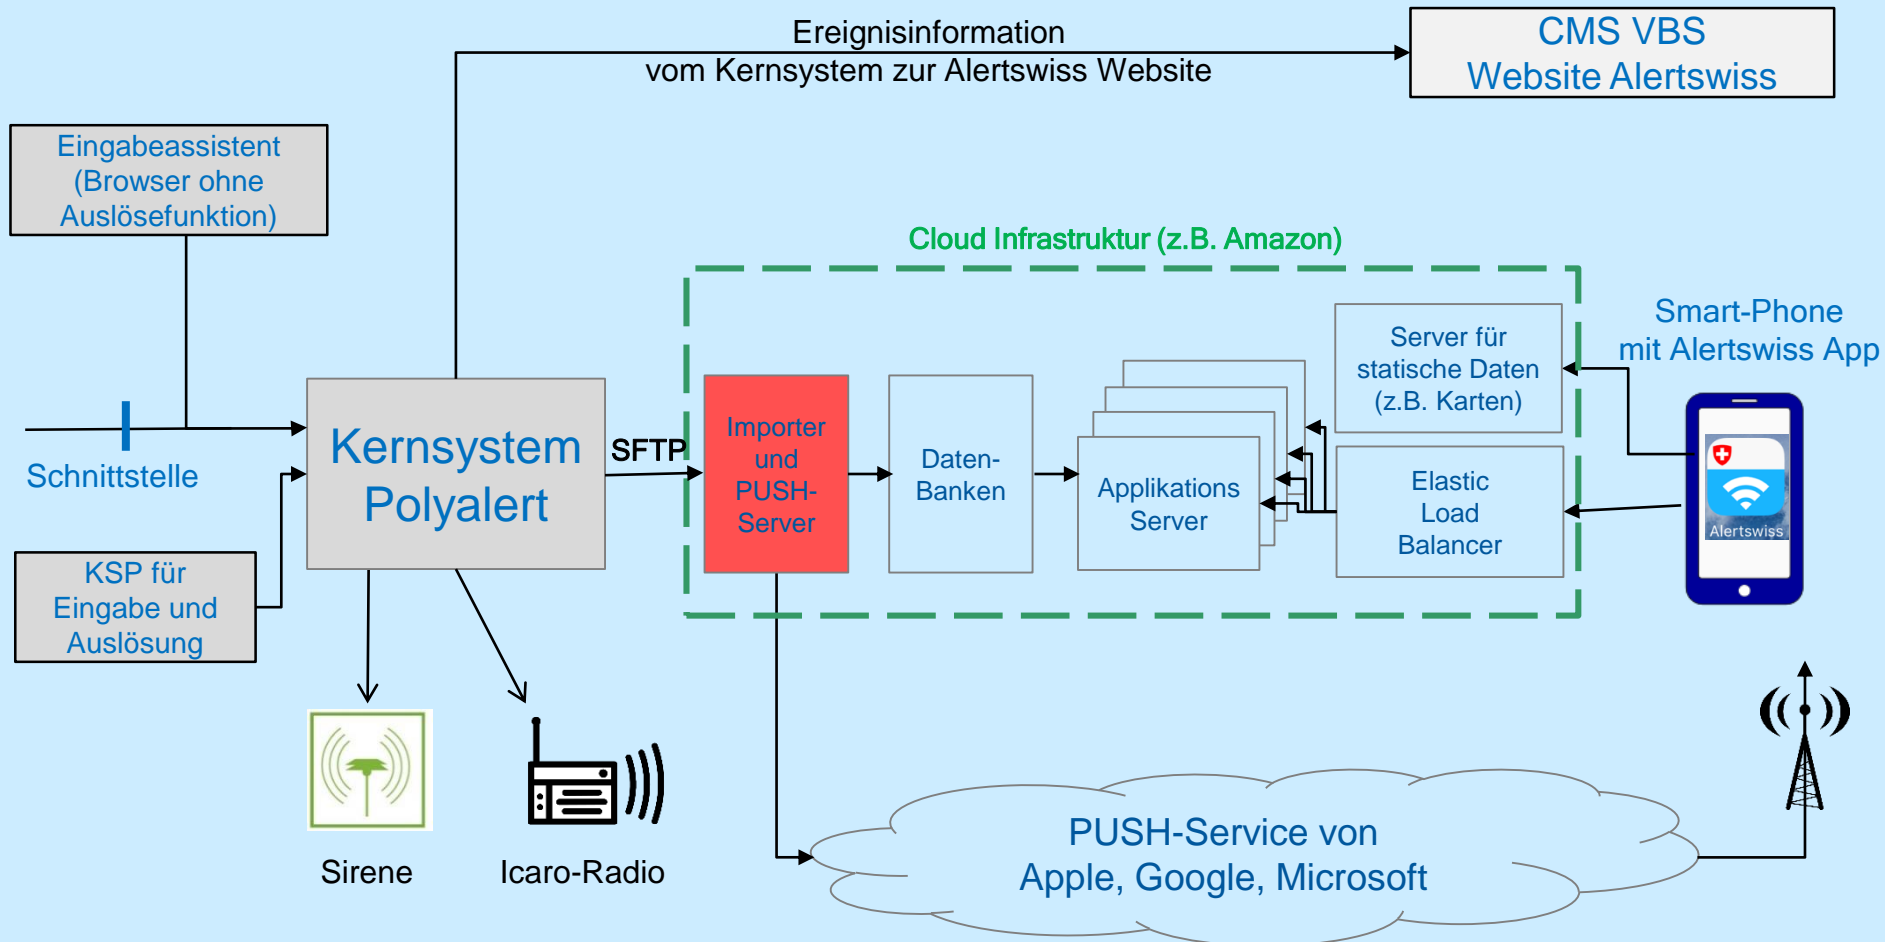 Ereignisinformation
vom Kernsystem zur Alertswiss Website
CMS VBS
Website Alertswiss
Eingabeassistent
(Browser ohne
Auslösefunktion)
Cloud Infrastruktur (z.B. Amazon)
Smart-Phone
mit Alertswiss App
Schnittstelle
Kernsystem
Polyalert
SFTP
Importer
und
PUSH-
Server
Daten-
Banken
Applikations
Server
Server für
statische Daten
(z.B. Karten)
Elastic
Load
Balancer
Alertswiss
KSP für
Eingabe und
Auslösung
Sirene
Icaro-Radio
PUSH-Service von
Apple, Google, Microsoft